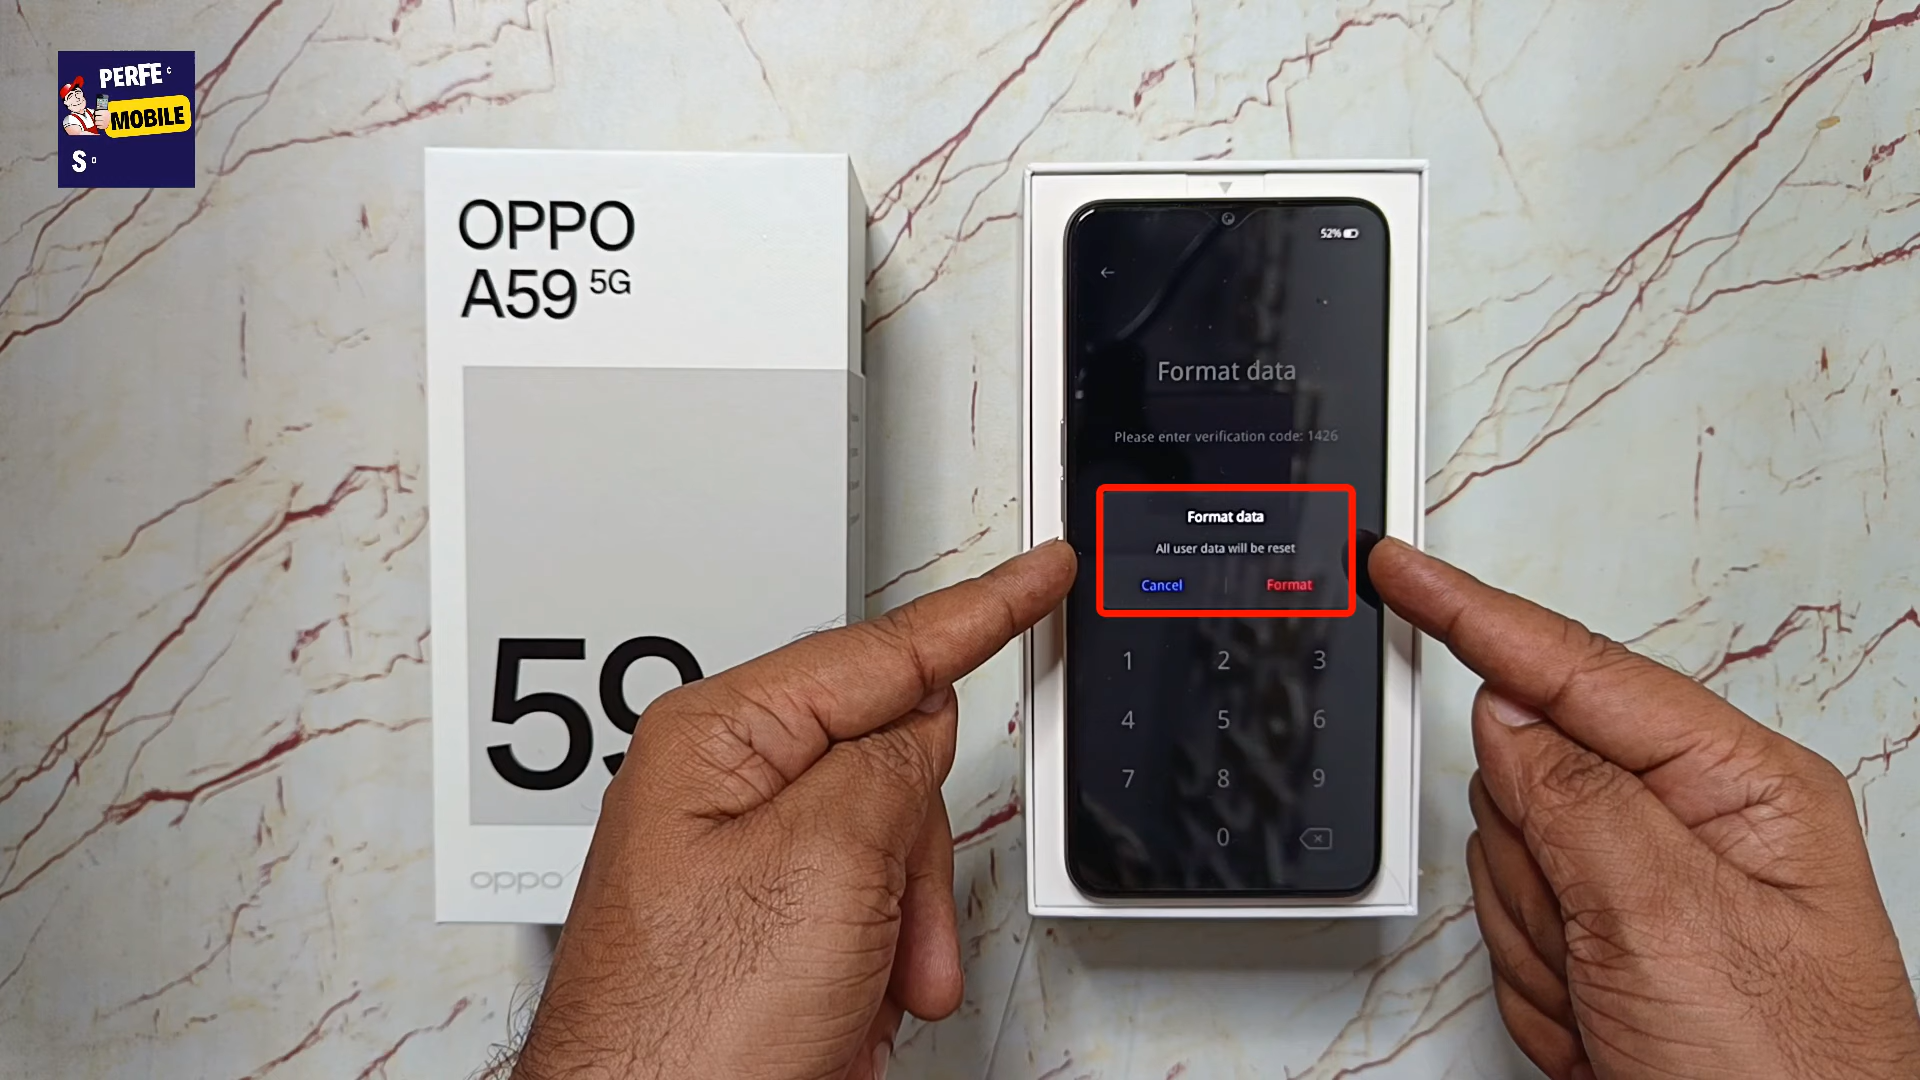 PERFE c
MOBILE
S
OPPO
A59 5G
59
oppo
52%
Format data
Please enter verification code: 1426
Format data
All user data will be reset
Cancel
Format
1 2 3
4 5 6
7 8 9
0